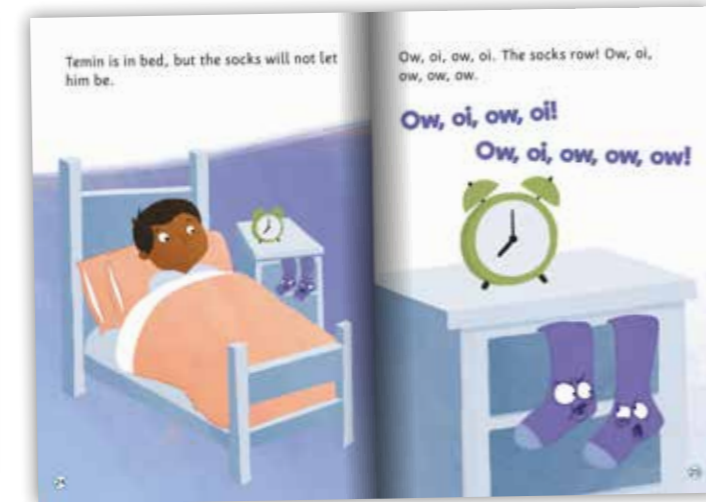 Temin is in bed, but the socks will not let
him be.
Ow, oi, ow, oi. The socks row! Ow, oi,
ow, ow, ow.
Ow, oi, ow, oi!
Ow, oi, ow, ow, ow!